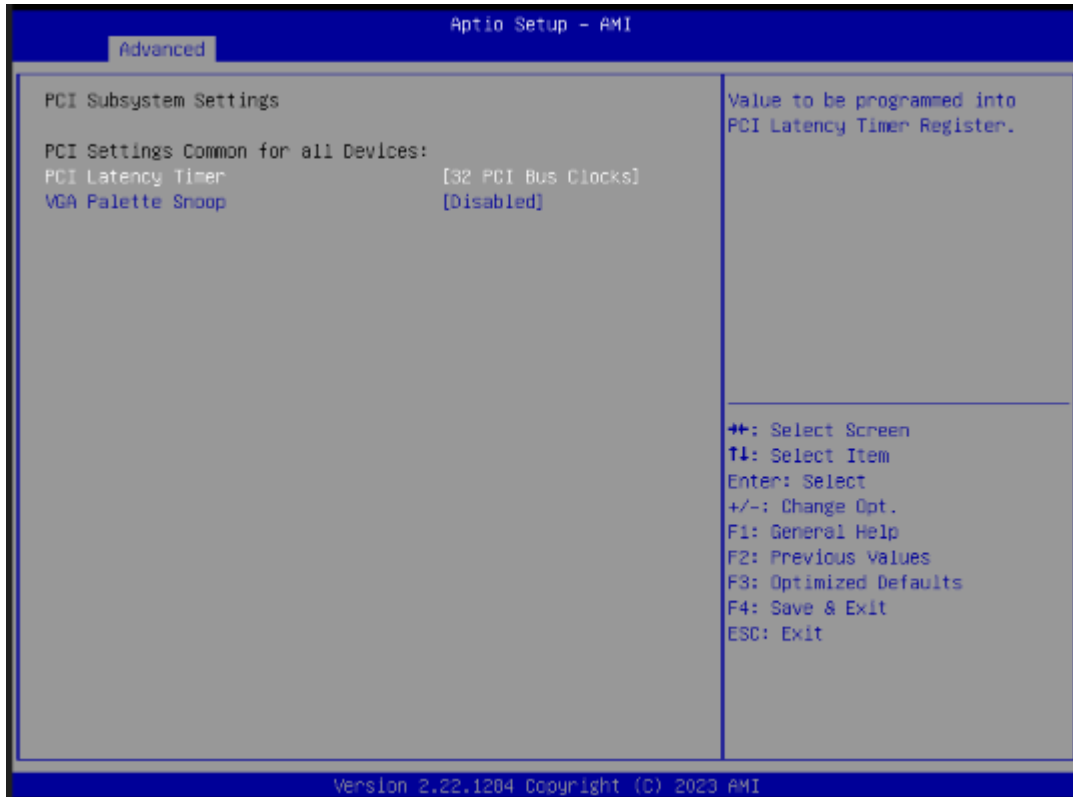 Aptio Setup - AMI
Advanced
PCI Subsystem Settings
PCI Settings Common for all Devices:
PCI Latency Timer [32 PCI Bus Clocks]
VGA Palette Snoop [Disabled]
Value to be programmed into
PCI Latency Timer Register.
→←: Select Screen
↑↓: Select Item
Enter: Select
+/-: Change Opt.
F1: General Help
F2: Previous Values
F3: Optimized Defaults
F4: Save & Exit
ESC: Exit
Version 2.22.1284 Copyright (C) 2023 AMI